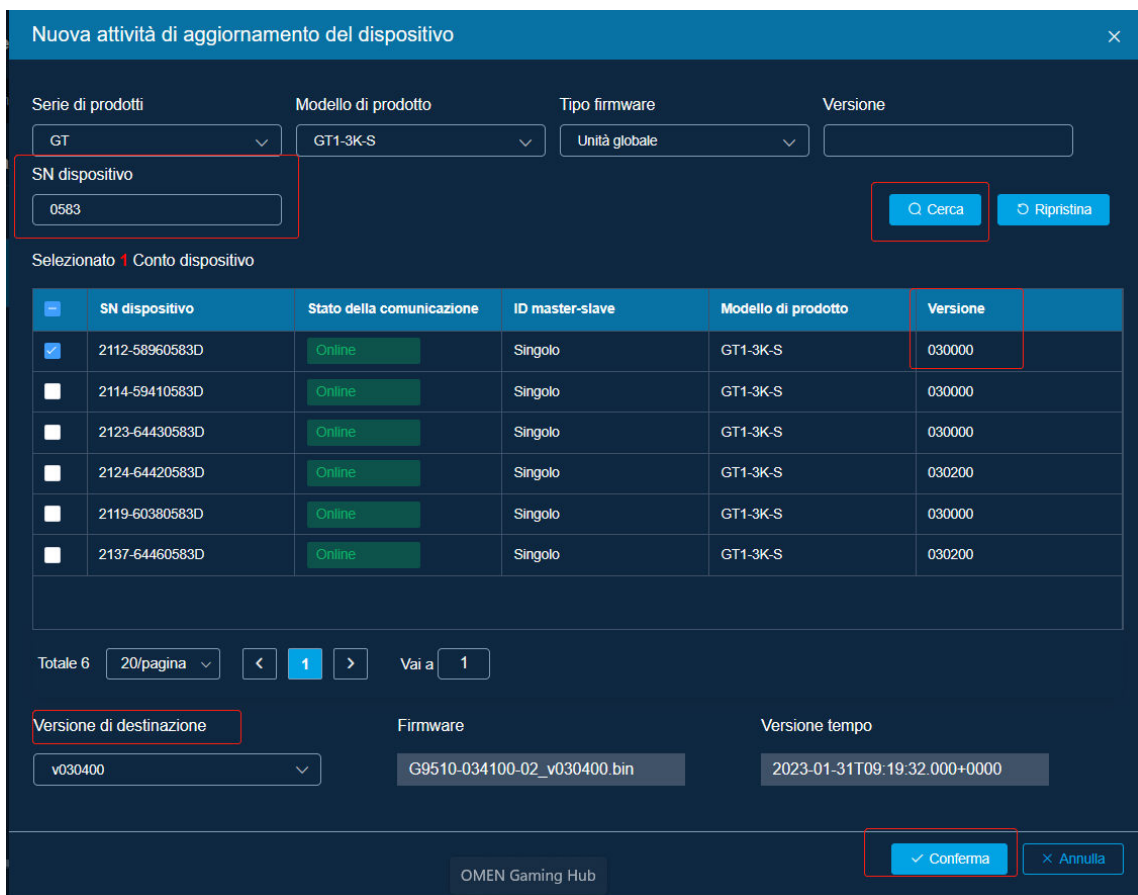 Nuova attività di aggiornamento del dispositivo
Serie di prodotti Modello di prodotto Tipo firmware Versione
GT GT1-3K-S Unità globale
SN dispositivo
0583 Cerca Ripristina
Selezionato 1 Conto dispositivo
SN dispositivo Stato della comunicazione ID master-slave Modello di prodotto Versione
2112-58960583D Online Singolo GT1-3K-S 030000
2114-59410583D Online Singolo GT1-3K-S 030000
2123-64430583D Online Singolo GT1-3K-S 030000
2124-64420583D Online Singolo GT1-3K-S 030200
2119-60380583D Online Singolo GT1-3K-S 030000
2137-64460583D Online Singolo GT1-3K-S 030200
Totale 6 20/pagina 1 Vai a 1
Versione di destinazione Firmware Versione tempo
v030400 G9510-034100-02_v030400.bin 2023-01-31T09:19:32.000+0000
Conferma Annulla
OMEN Gaming Hub